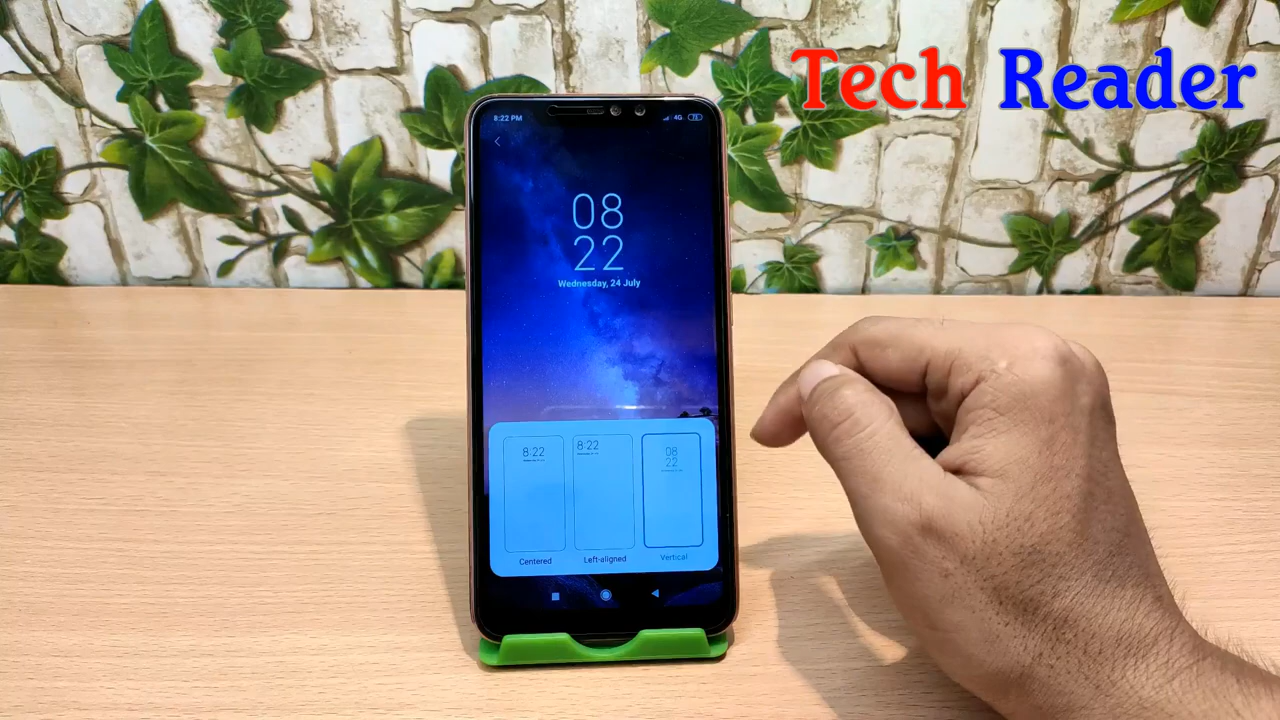 Tech Reader
8:22 PM
4G
08
22
Wednesday, 24 July
8:22
8:22
08
22
Centered
Left-aligned
Vertical